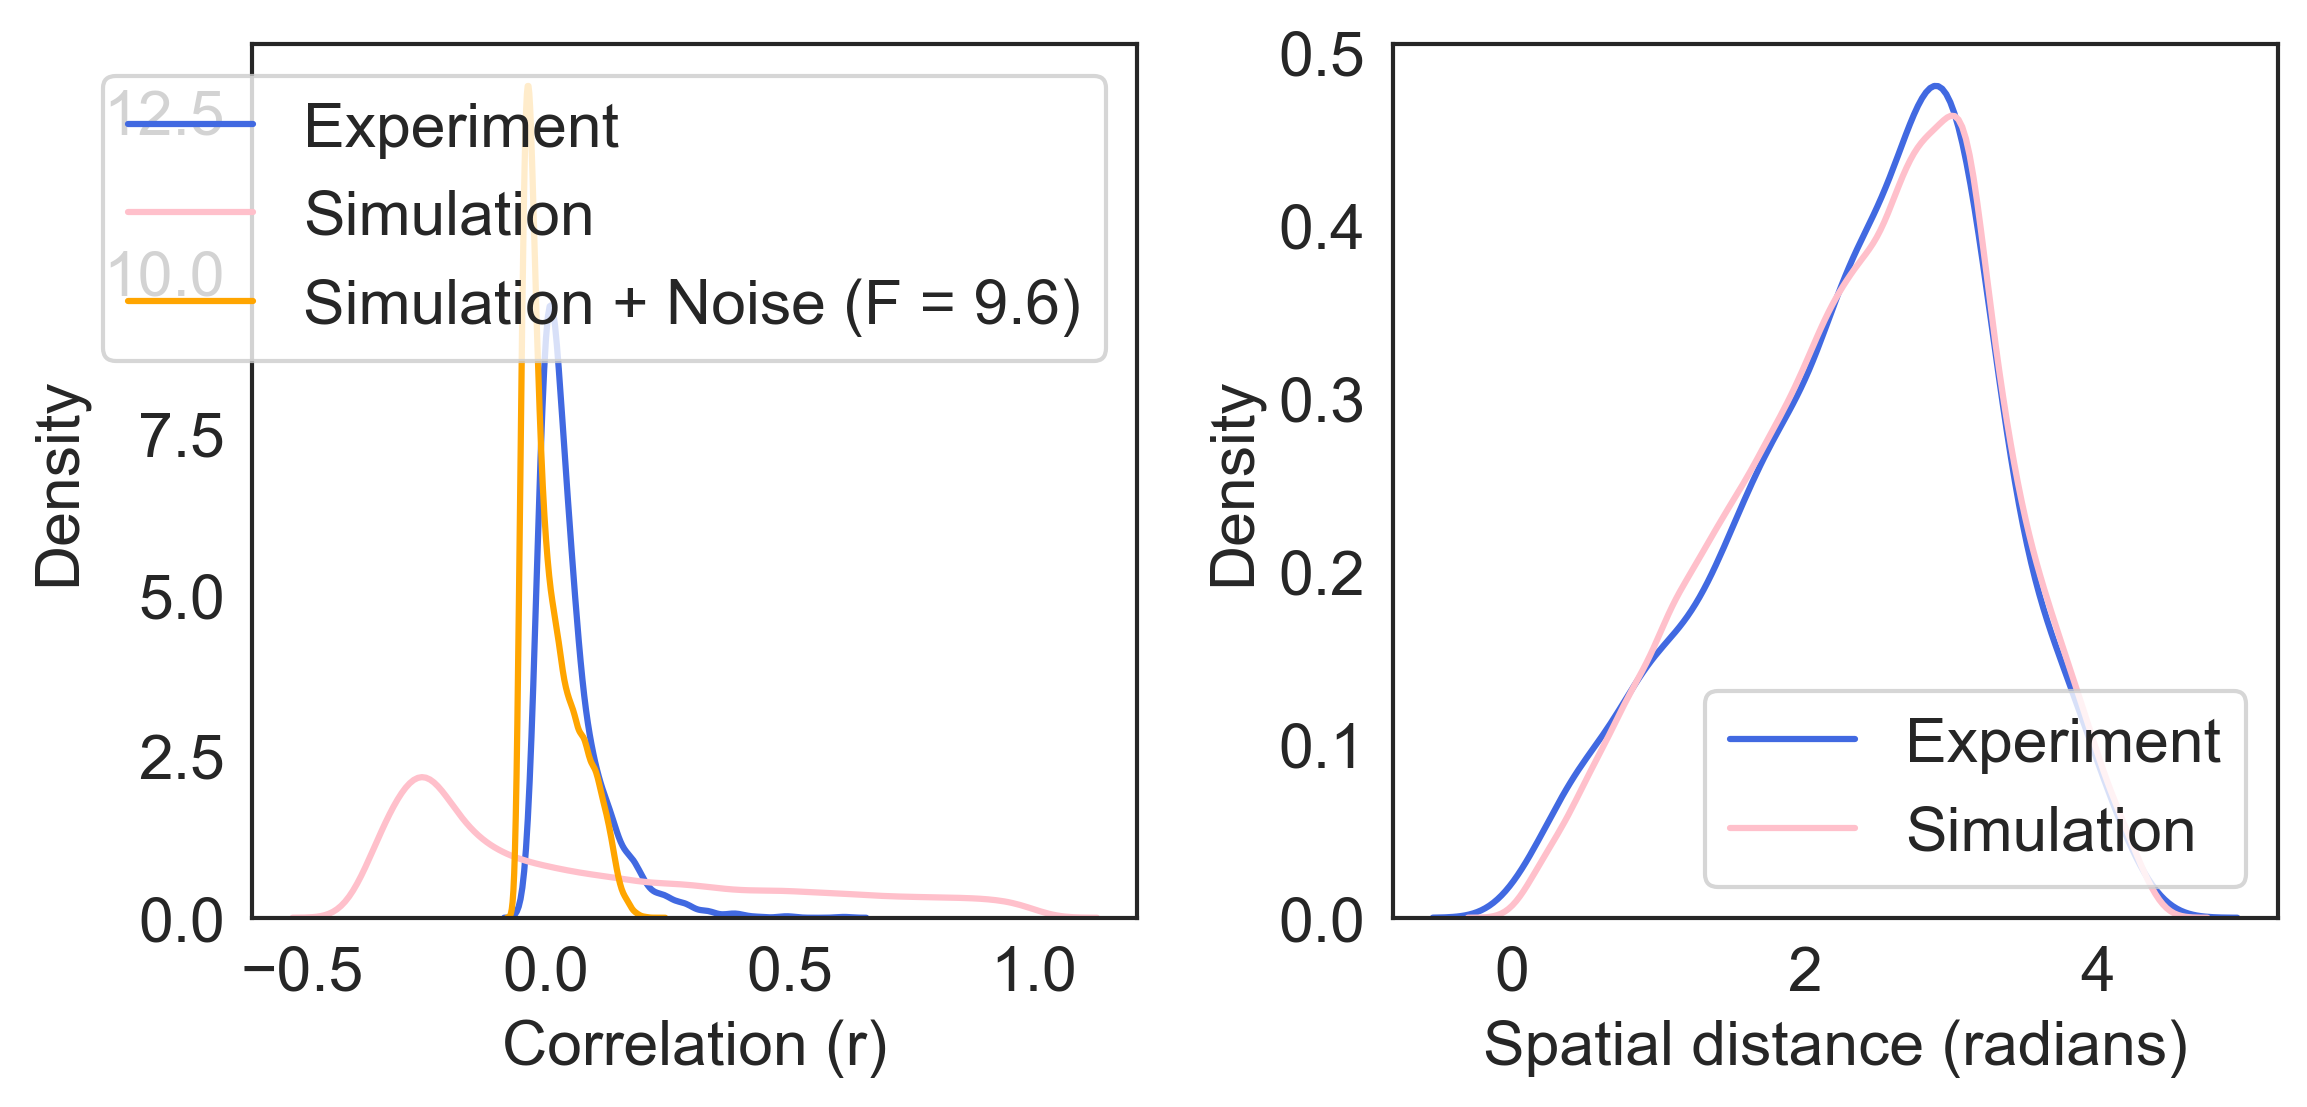 12.5
10.0
7.5
5.0
2.5
0.0
Density
Experiment
Simulation
Simulation + Noise (F = 9.6)
−0.5 0.0 0.5 1.0
Correlation (r)
0.5
0.4
0.3
0.2
0.1
0.0
Density
Experiment
Simulation
0 2 4
Spatial distance (radians)